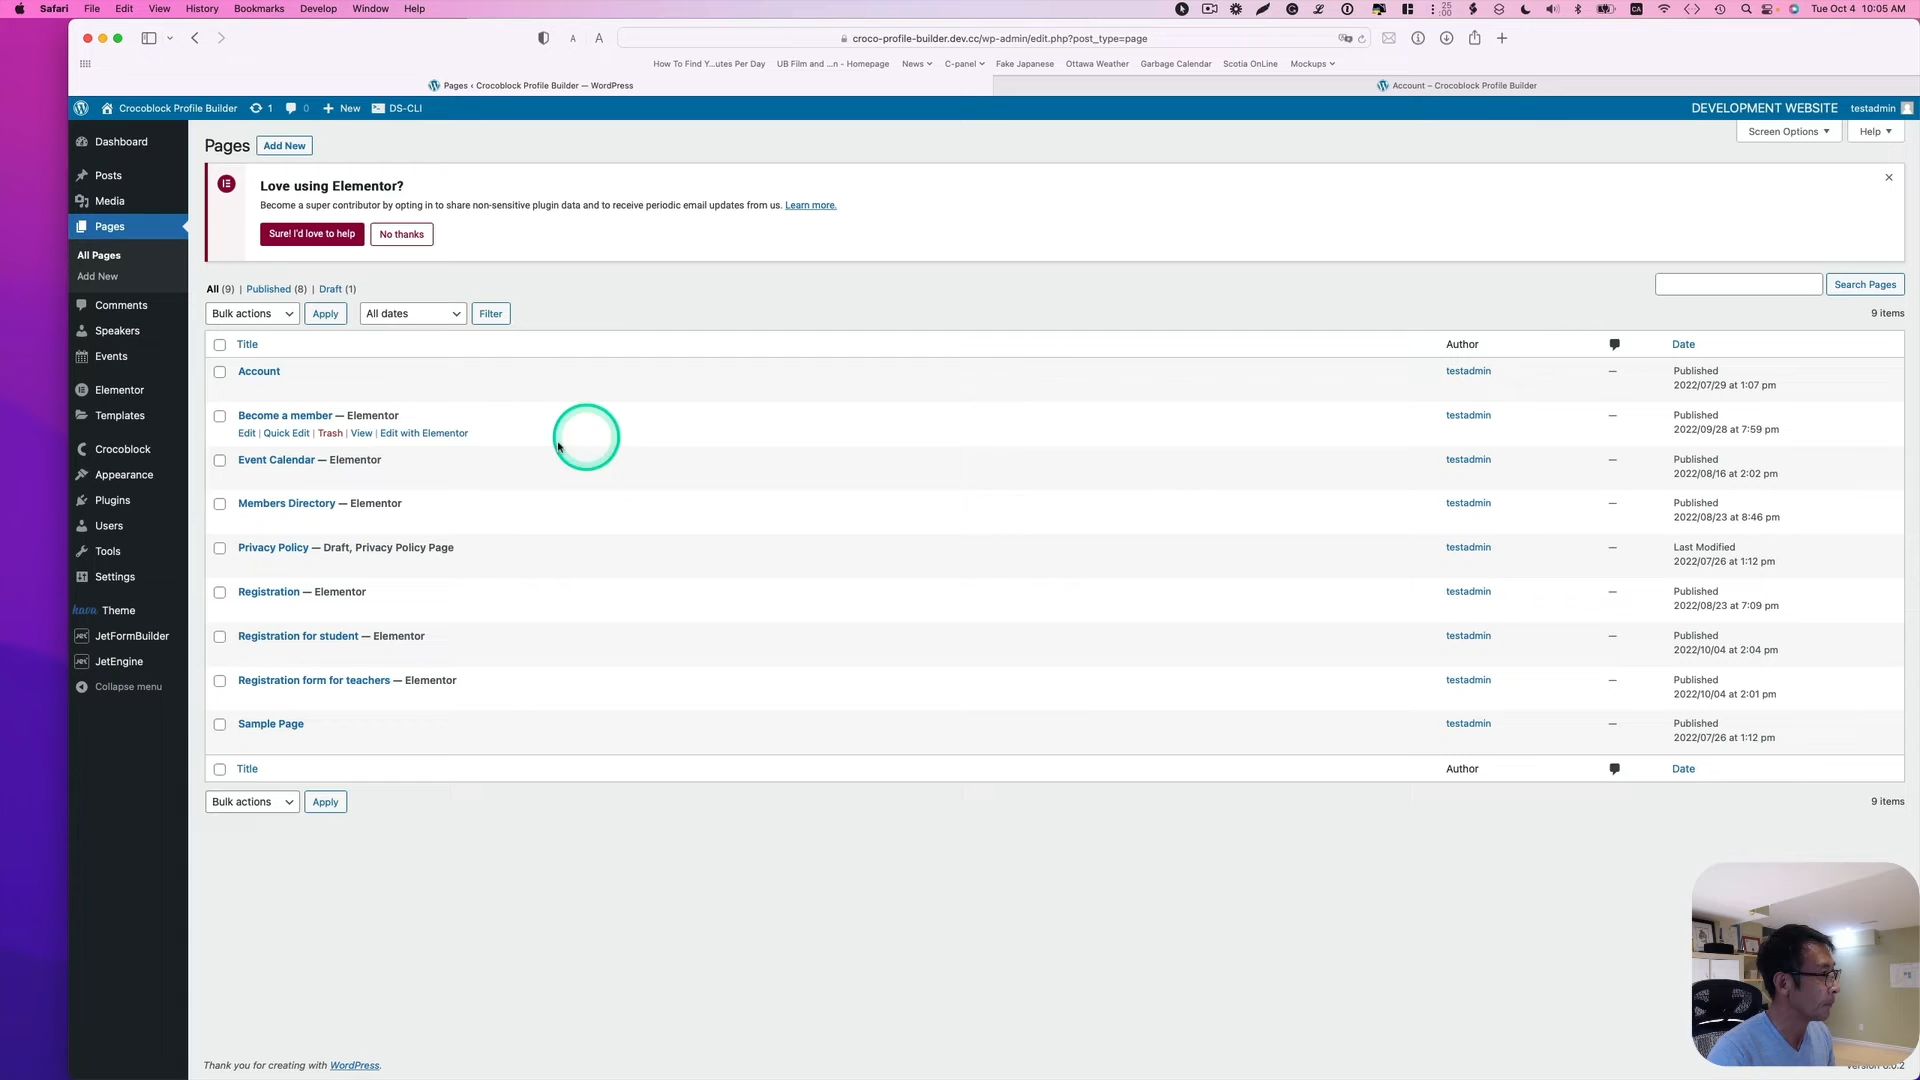 Safari File Edit View History Bookmarks Develop Window Help
25
:00
CA
Tue Oct 4 10:05 AM
A A
croco-profile-builder.dev.cc/wp-admin/edit.php?post_type=page
How To Find Y...utes Per Day UB Film and ...n - Homepage News C-panel Fake Japanese Ottawa Weather Garbage Calendar Scotia OnLine Mockups
Pages ‹ Crocoblock Profile Builder — WordPress
Account – Crocoblock Profile Builder
Crocoblock Profile Builder 1 0 New DS-CLI
DEVELOPMENT WEBSITE testadmin
Screen Options ▼ Help ▼
Dashboard
Posts
Media
Pages
All Pages
Add New
Comments
Speakers
Events
Elementor
Templates
Crocoblock
Appearance
Plugins
Users
Tools
Settings
kava Theme
JetFormBuilder
JetEngine
Collapse menu
Pages Add New
Love using Elementor?
Become a super contributor by opting in to share non-sensitive plugin data and to receive periodic email updates from us. Learn more.
Sure! I'd love to help No thanks
All (9) | Published (8) | Draft (1)
Search Pages
Bulk actions Apply All dates Filter
9 items
Title Author Date
Account testadmin — Published
2022/07/29 at 1:07 pm
Become a member — Elementor testadmin — Published
Edit | Quick Edit | Trash | View | Edit with Elementor 2022/09/28 at 7:59 pm
Event Calendar — Elementor testadmin — Published
2022/08/16 at 2:02 pm
Members Directory — Elementor testadmin — Published
2022/08/23 at 8:46 pm
Privacy Policy — Draft, Privacy Policy Page testadmin — Last Modified
2022/07/26 at 1:12 pm
Registration — Elementor testadmin — Published
2022/08/23 at 7:09 pm
Registration for student — Elementor testadmin — Published
2022/10/04 at 2:04 pm
Registration form for teachers — Elementor testadmin — Published
2022/10/04 at 2:01 pm
Sample Page testadmin — Published
2022/07/26 at 1:12 pm
Title Author Date
Bulk actions Apply
9 items
Thank you for creating with WordPress.